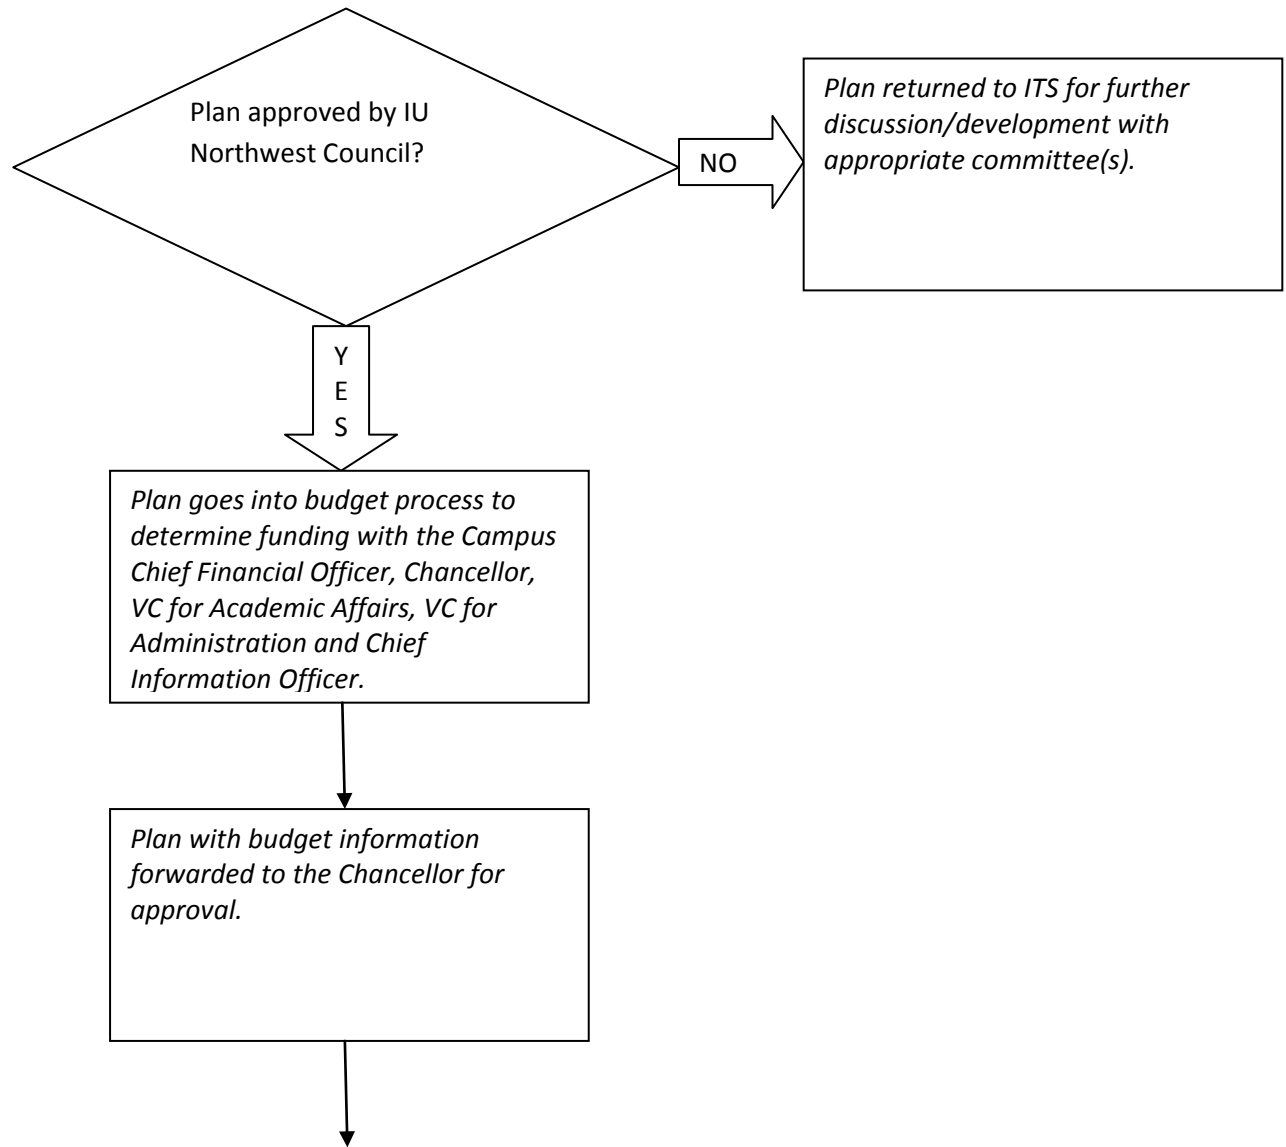 Plan approved by IU
Northwest Council?
NO
Plan returned to ITS for further
discussion/development with
appropriate committee(s).
Y
E
S
Plan goes into budget process to
determine funding with the Campus
Chief Financial Officer, Chancellor,
VC for Academic Affairs, VC for
Administration and Chief
Information Officer.
Plan with budget information
forwarded to the Chancellor for
approval.